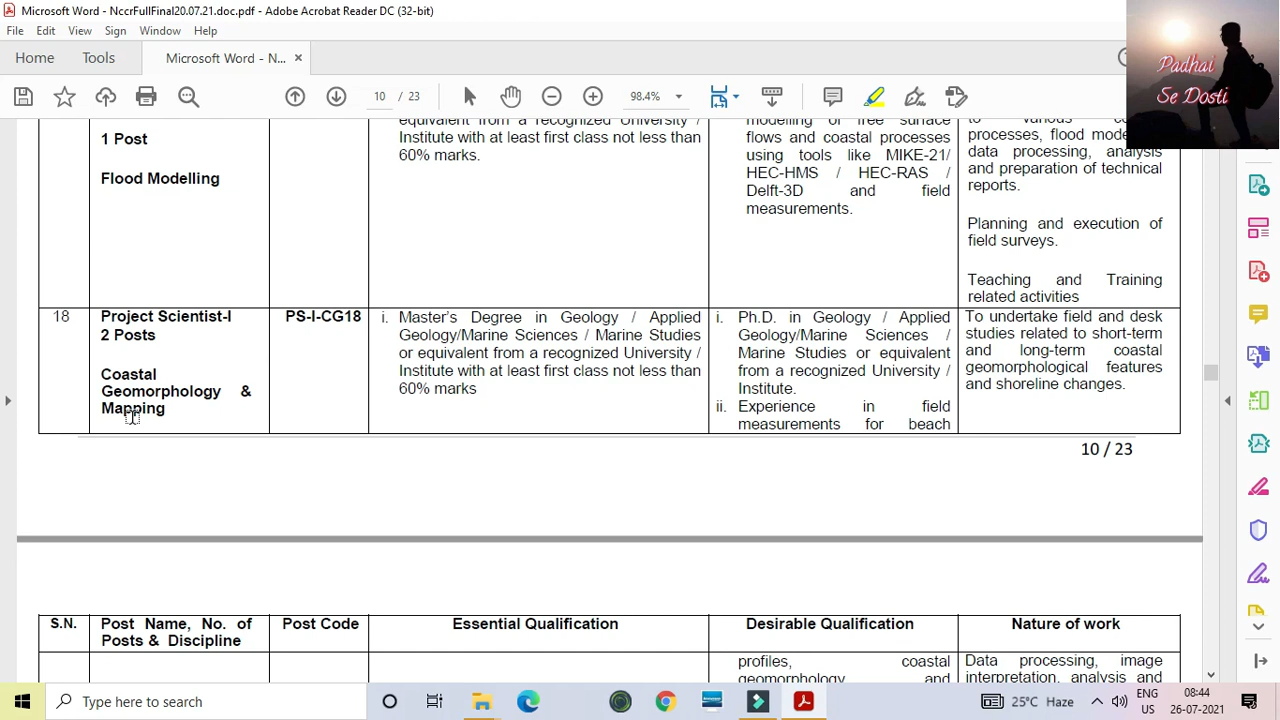 Microsoft Word - NccrFullFinal20.07.21.doc.pdf - Adobe Acrobat Reader DC (32-bit)
File Edit View Sign Window Help
Home Tools Microsoft Word - N... ×
10 / 23 98.4%
Padhai
Se Dosti
1 Post
Flood Modelling
equivalent from a recognized University /
Institute with at least first class not less than
60% marks.
modelling of free surface
flows and coastal processes
using tools like MIKE-21/
HEC-HMS / HEC-RAS /
Delft-3D and field
measurements.
to various
processes, flood
data processing, analysis
and preparation of technical
reports.
Planning and execution of
field surveys.
Teaching and Training
related activities
18
Project Scientist-I
2 Posts
Coastal
Geomorphology &
Mapping
PS-I-CG18
i. Master's Degree in Geology / Applied
Geology/Marine Sciences / Marine Studies
or equivalent from a recognized University /
Institute with at least first class not less than
60% marks
i. Ph.D. in Geology / Applied
Geology/Marine Sciences /
Marine Studies or equivalent
from a recognized University /
Institute.
ii. Experience in field
measurements for beach
To undertake field and desk
studies related to short-term
and long-term coastal
geomorphological features
and shoreline changes.
10 / 23
S.N.
Post Name, No. of
Posts & Discipline
Post Code
Essential Qualification
Desirable Qualification
Nature of work
profiles, coastal
geomorphology and
Data processing, image
interpretation, analysis and
Type here to search
25°C Haze
ENG
US
08:44
26-07-2021